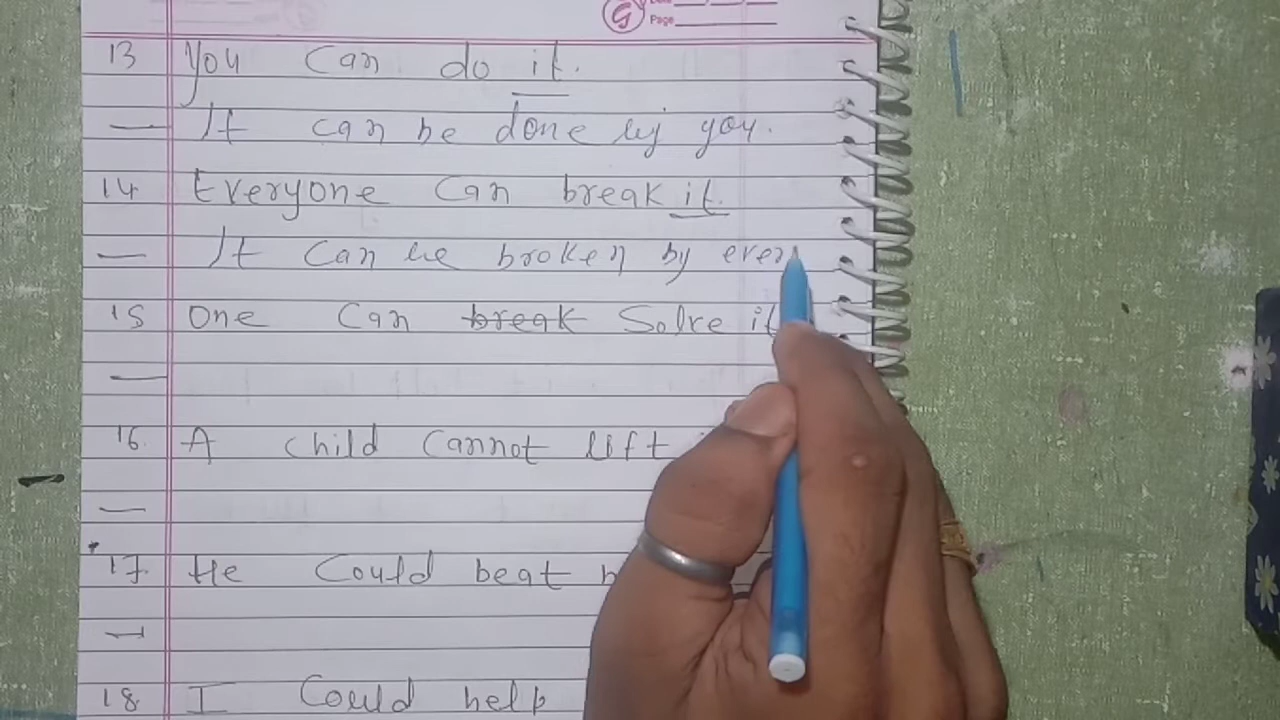 Page
13 You can do it.
— It can be done by you.
14 Everyone can break it.
— It can be broken by every
15 One can break Solve it
—
16. A child cannot lift
—
17. He could beat
—
18. I could help